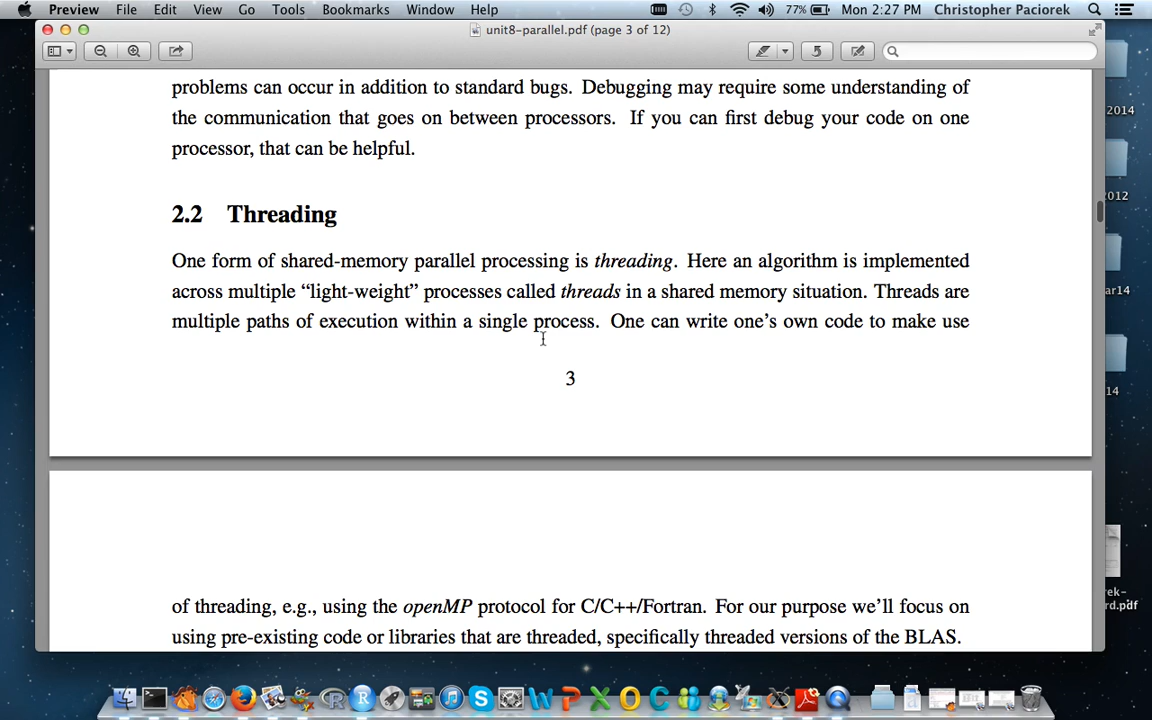 Preview File Edit View Go Tools Bookmarks Window Help 77% Mon 2:27 PM Christopher Paciorek
unit8-parallel.pdf (page 3 of 12)
problems can occur in addition to standard bugs. Debugging may require some understanding of
the communication that goes on between processors. If you can first debug your code on one
processor, that can be helpful.
2.2 Threading
One form of shared-memory parallel processing is threading. Here an algorithm is implemented
across multiple “light-weight” processes called threads in a shared memory situation. Threads are
multiple paths of execution within a single process. One can write one’s own code to make use
3
of threading, e.g., using the openMP protocol for C/C++/Fortran. For our purpose we’ll focus on
using pre-existing code or libraries that are threaded, specifically threaded versions of the BLAS.
2014
2012
ar14
14
rek-
rd.pdf